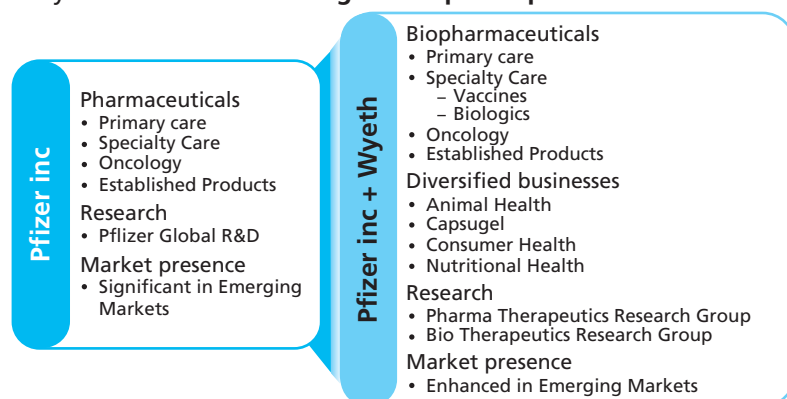 Pfizer inc
Pharmaceuticals
• Primary care
• Specialty Care
• Oncology
• Established Products
Research
• Pflizer Global R&D
Market presence
• Significant in Emerging
Markets
Pfizer inc + Wyeth
Biopharmaceuticals
• Primary care
• Specialty Care
– Vaccines
– Biologics
• Oncology
• Established Products
Diversified businesses
• Animal Health
• Capsugel
• Consumer Health
• Nutritional Health
Research
• Pharma Therapeutics Research Group
• Bio Therapeutics Research Group
Market presence
• Enhanced in Emerging Markets